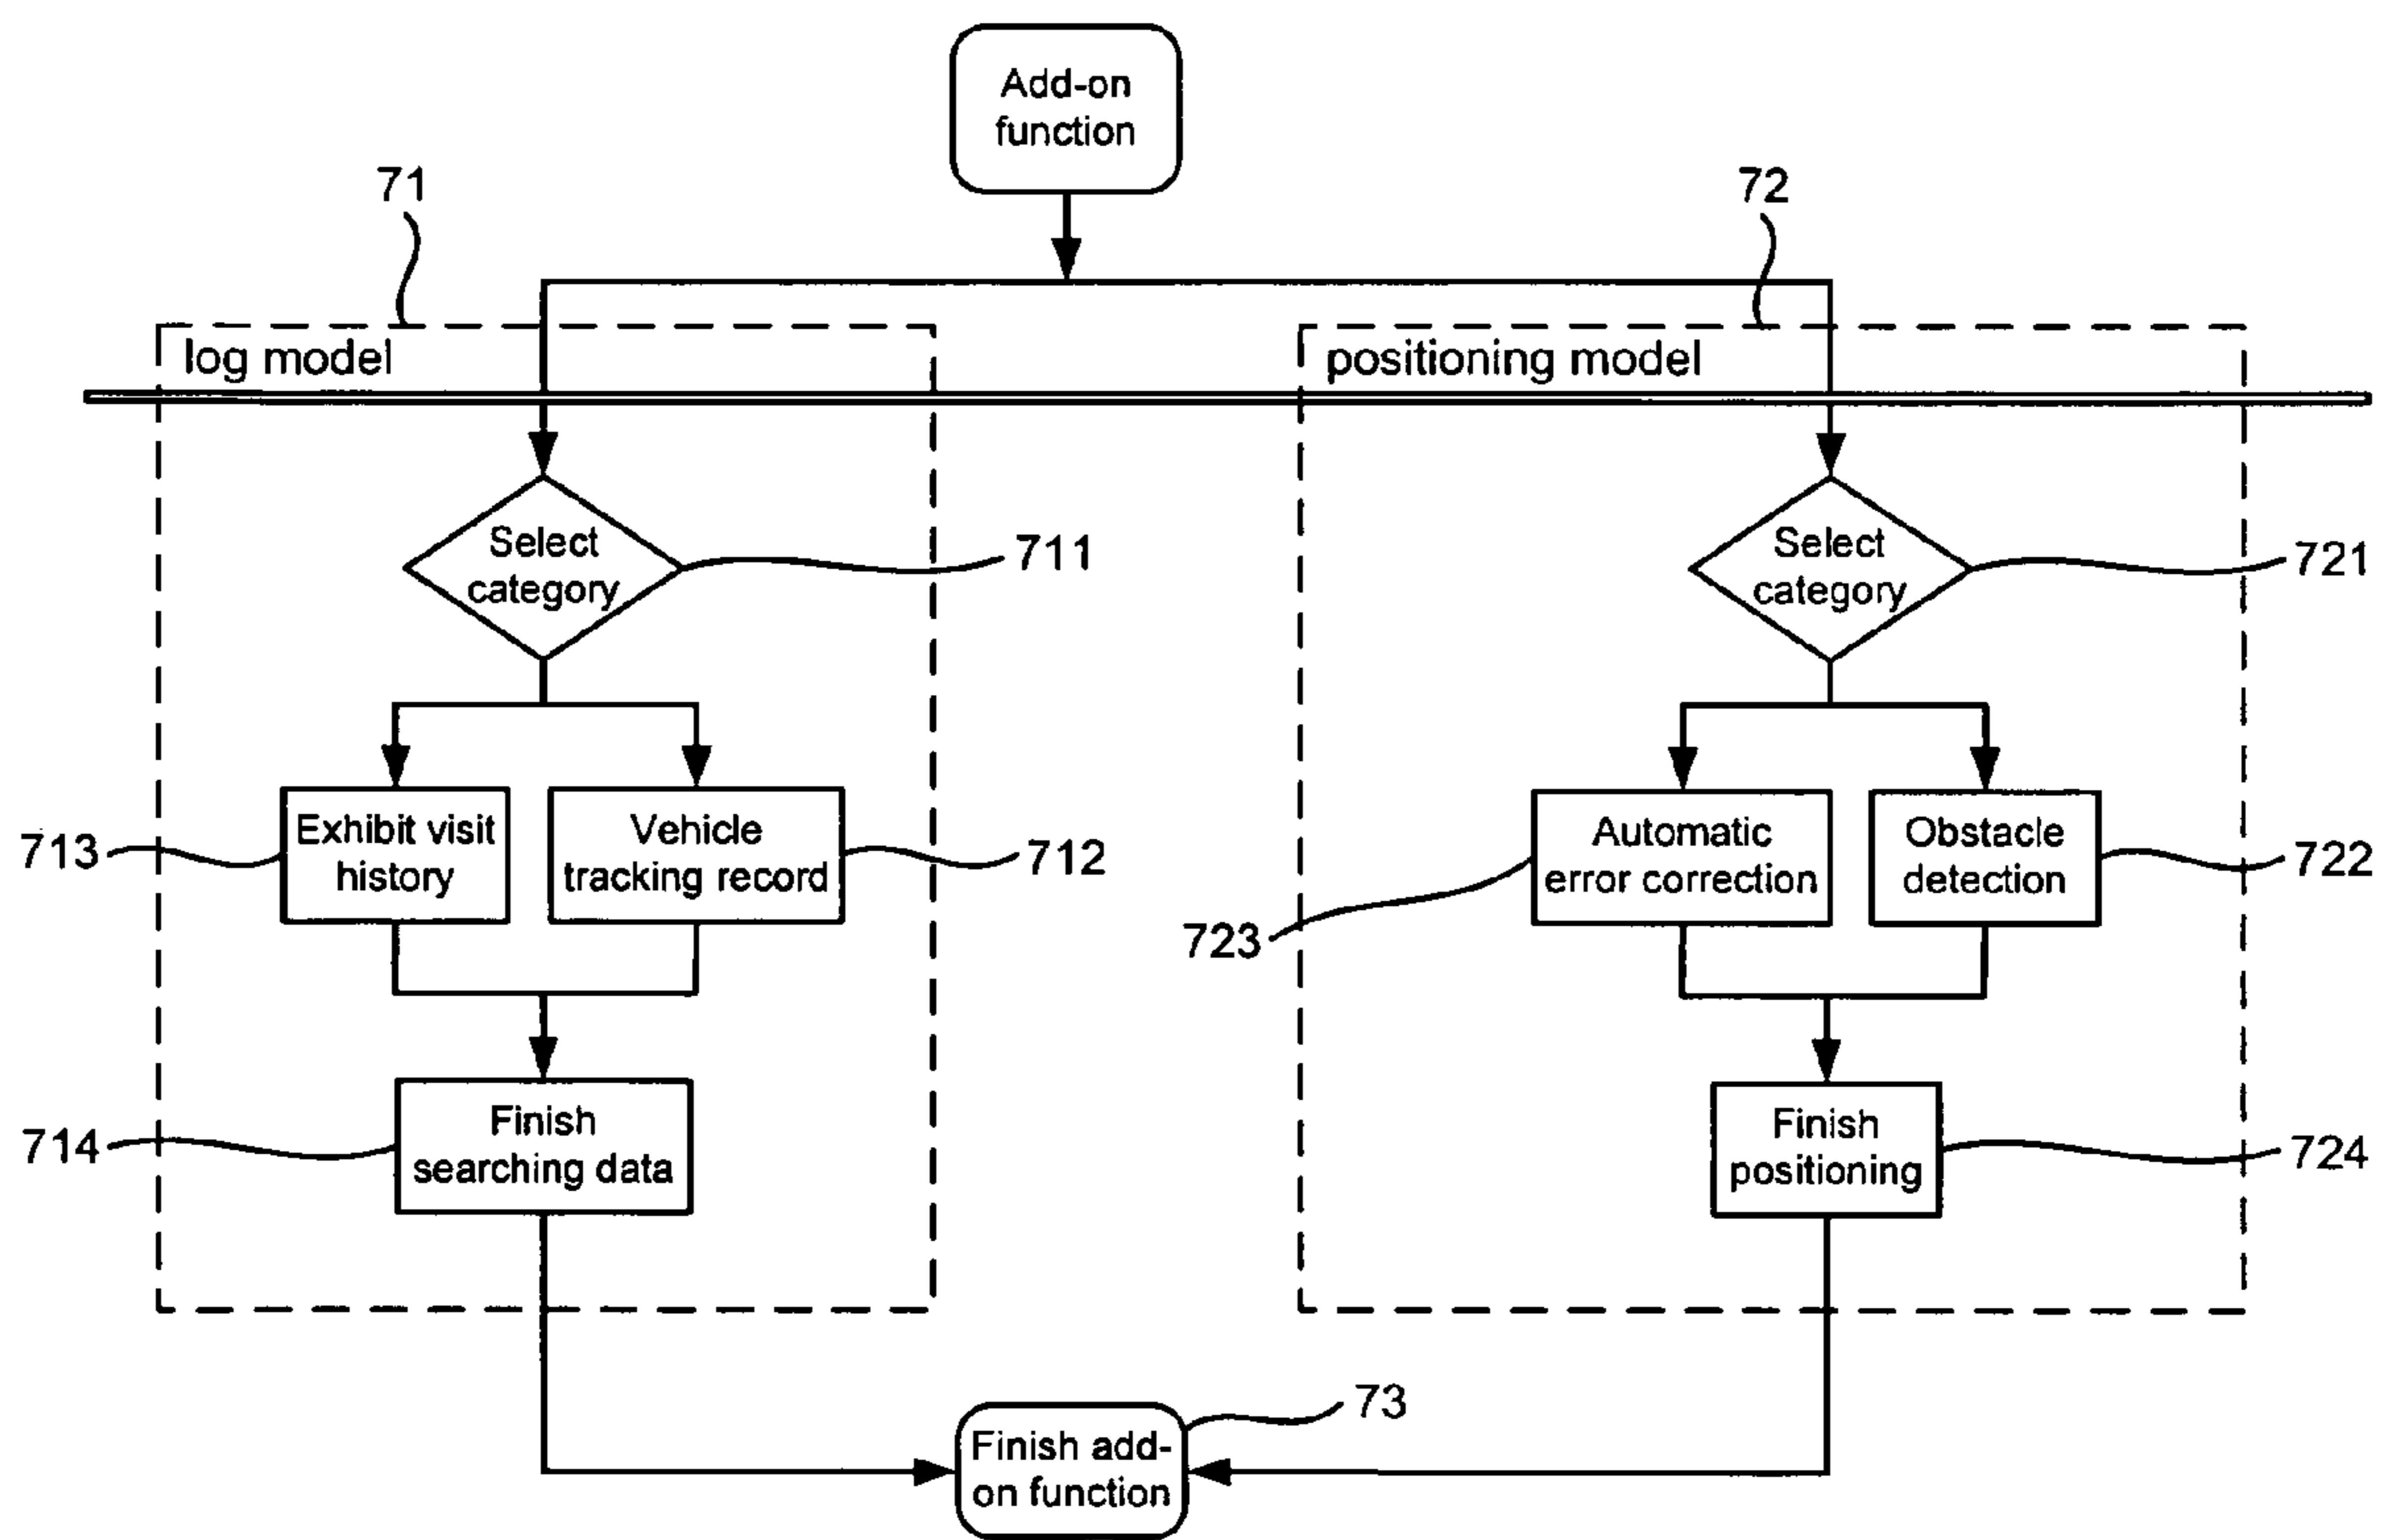 Add-on
function
71
72
log model
positioning model
Select
category
711
Select
category
721
713
Exhibit visit
history
Vehicle
tracking record
712
723
Automatic
error correction
Obstacle
detection
722
714
Finish
searching data
Finish
positioning
724
73
Finish add-
on function